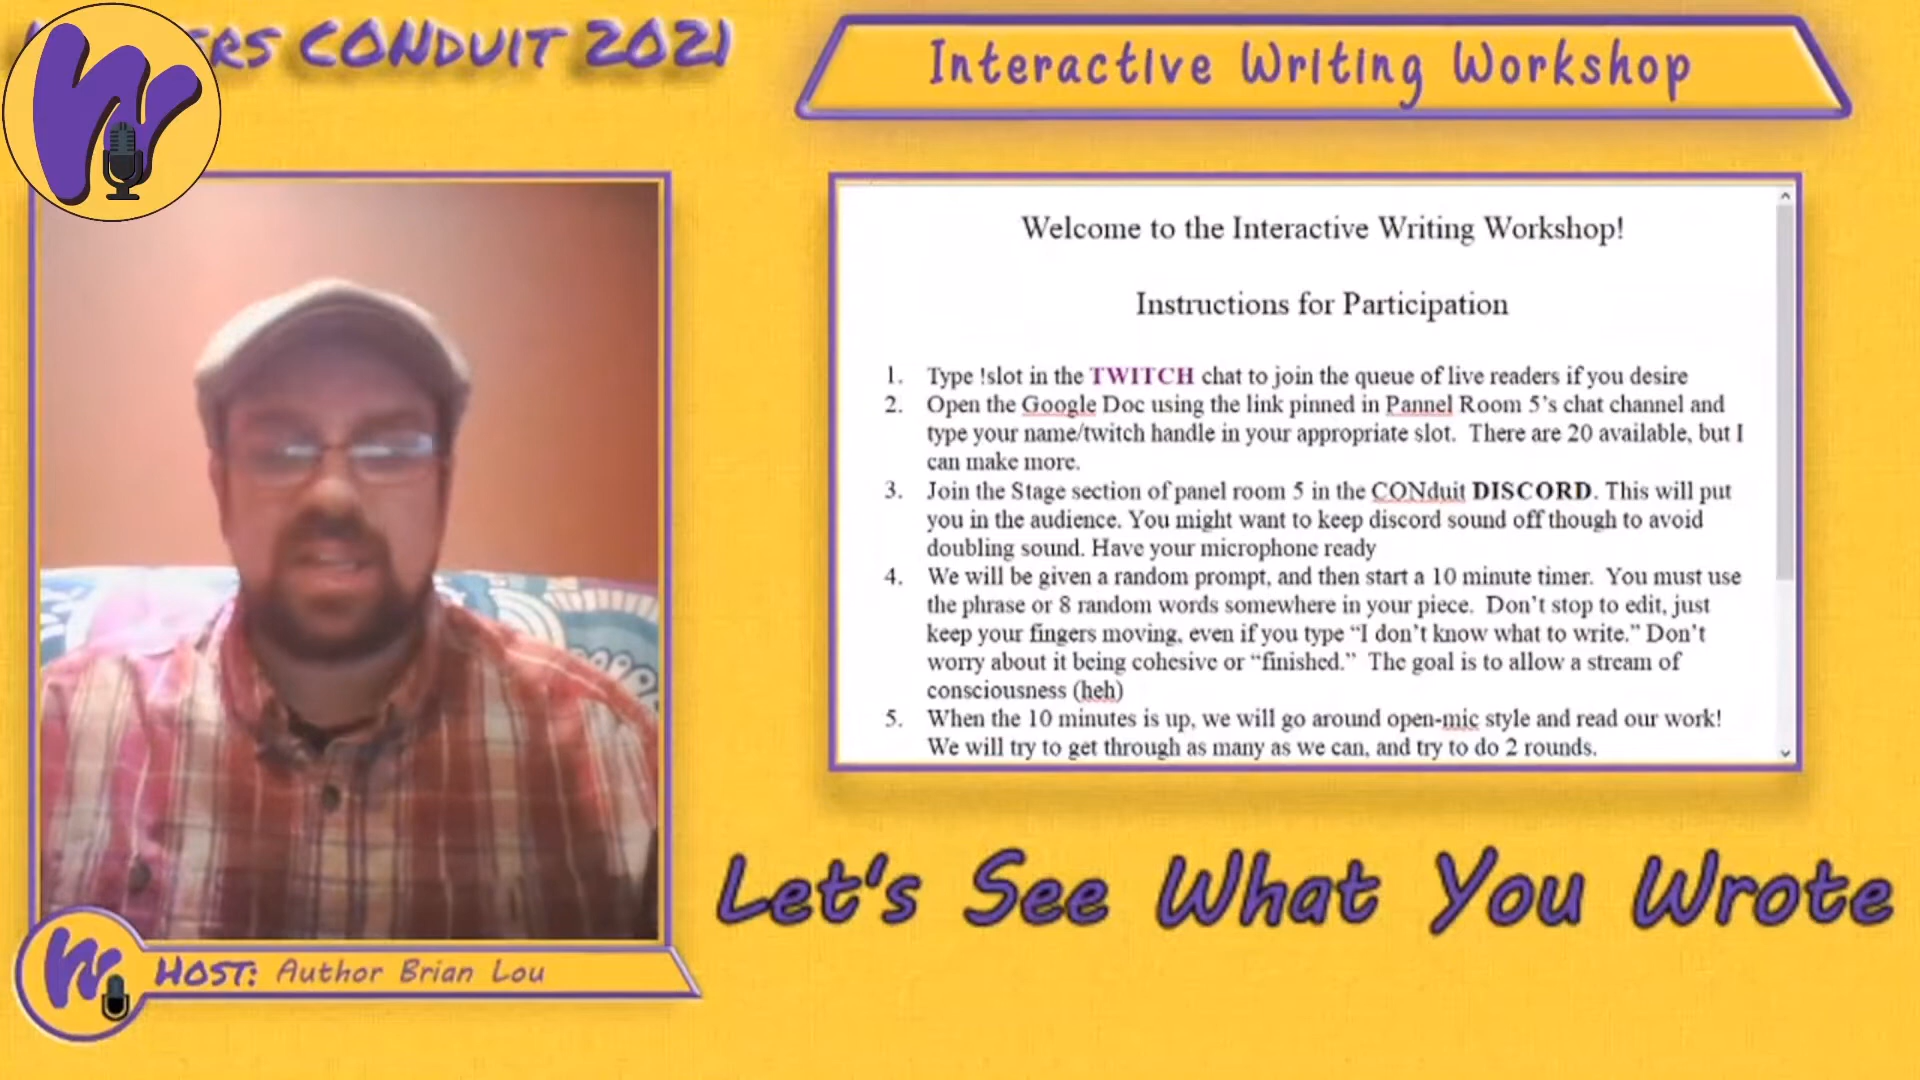 ERS CONDUIT 2021
Interactive Writing Workshop
Welcome to the Interactive Writing Workshop!
Instructions for Participation
1. Type !slot in the TWITCH chat to join the queue of live readers if you desire
2. Open the Google Doc using the link pinned in Pannel Room 5's chat channel and
type your name/twitch handle in your appropriate slot. There are 20 available, but I
can make more.
3. Join the Stage section of panel room 5 in the CONduit DISCORD. This will put
you in the audience. You might want to keep discord sound off though to avoid
doubling sound. Have your microphone ready
4. We will be given a random prompt, and then start a 10 minute timer. You must use
the phrase or 8 random words somewhere in your piece. Don't stop to edit, just
keep your fingers moving, even if you type “I don't know what to write.” Don't
worry about it being cohesive or “finished.” The goal is to allow a stream of
consciousness (heh)
5. When the 10 minutes is up, we will go around open-mic style and read our work!
We will try to get through as many as we can, and try to do 2 rounds.
Let's See What You Wrote
HOST: Author Brian Lou